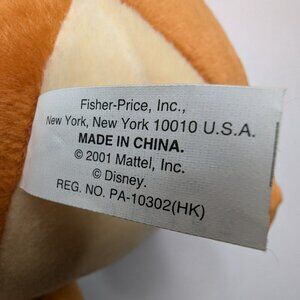 Fisher-Price, Inc.,
New York, New York 10010 U.S.A.
MADE IN CHINA.
© 2001 Mattel, Inc.
© Disney.
REG. NO. PA-10302(HK)